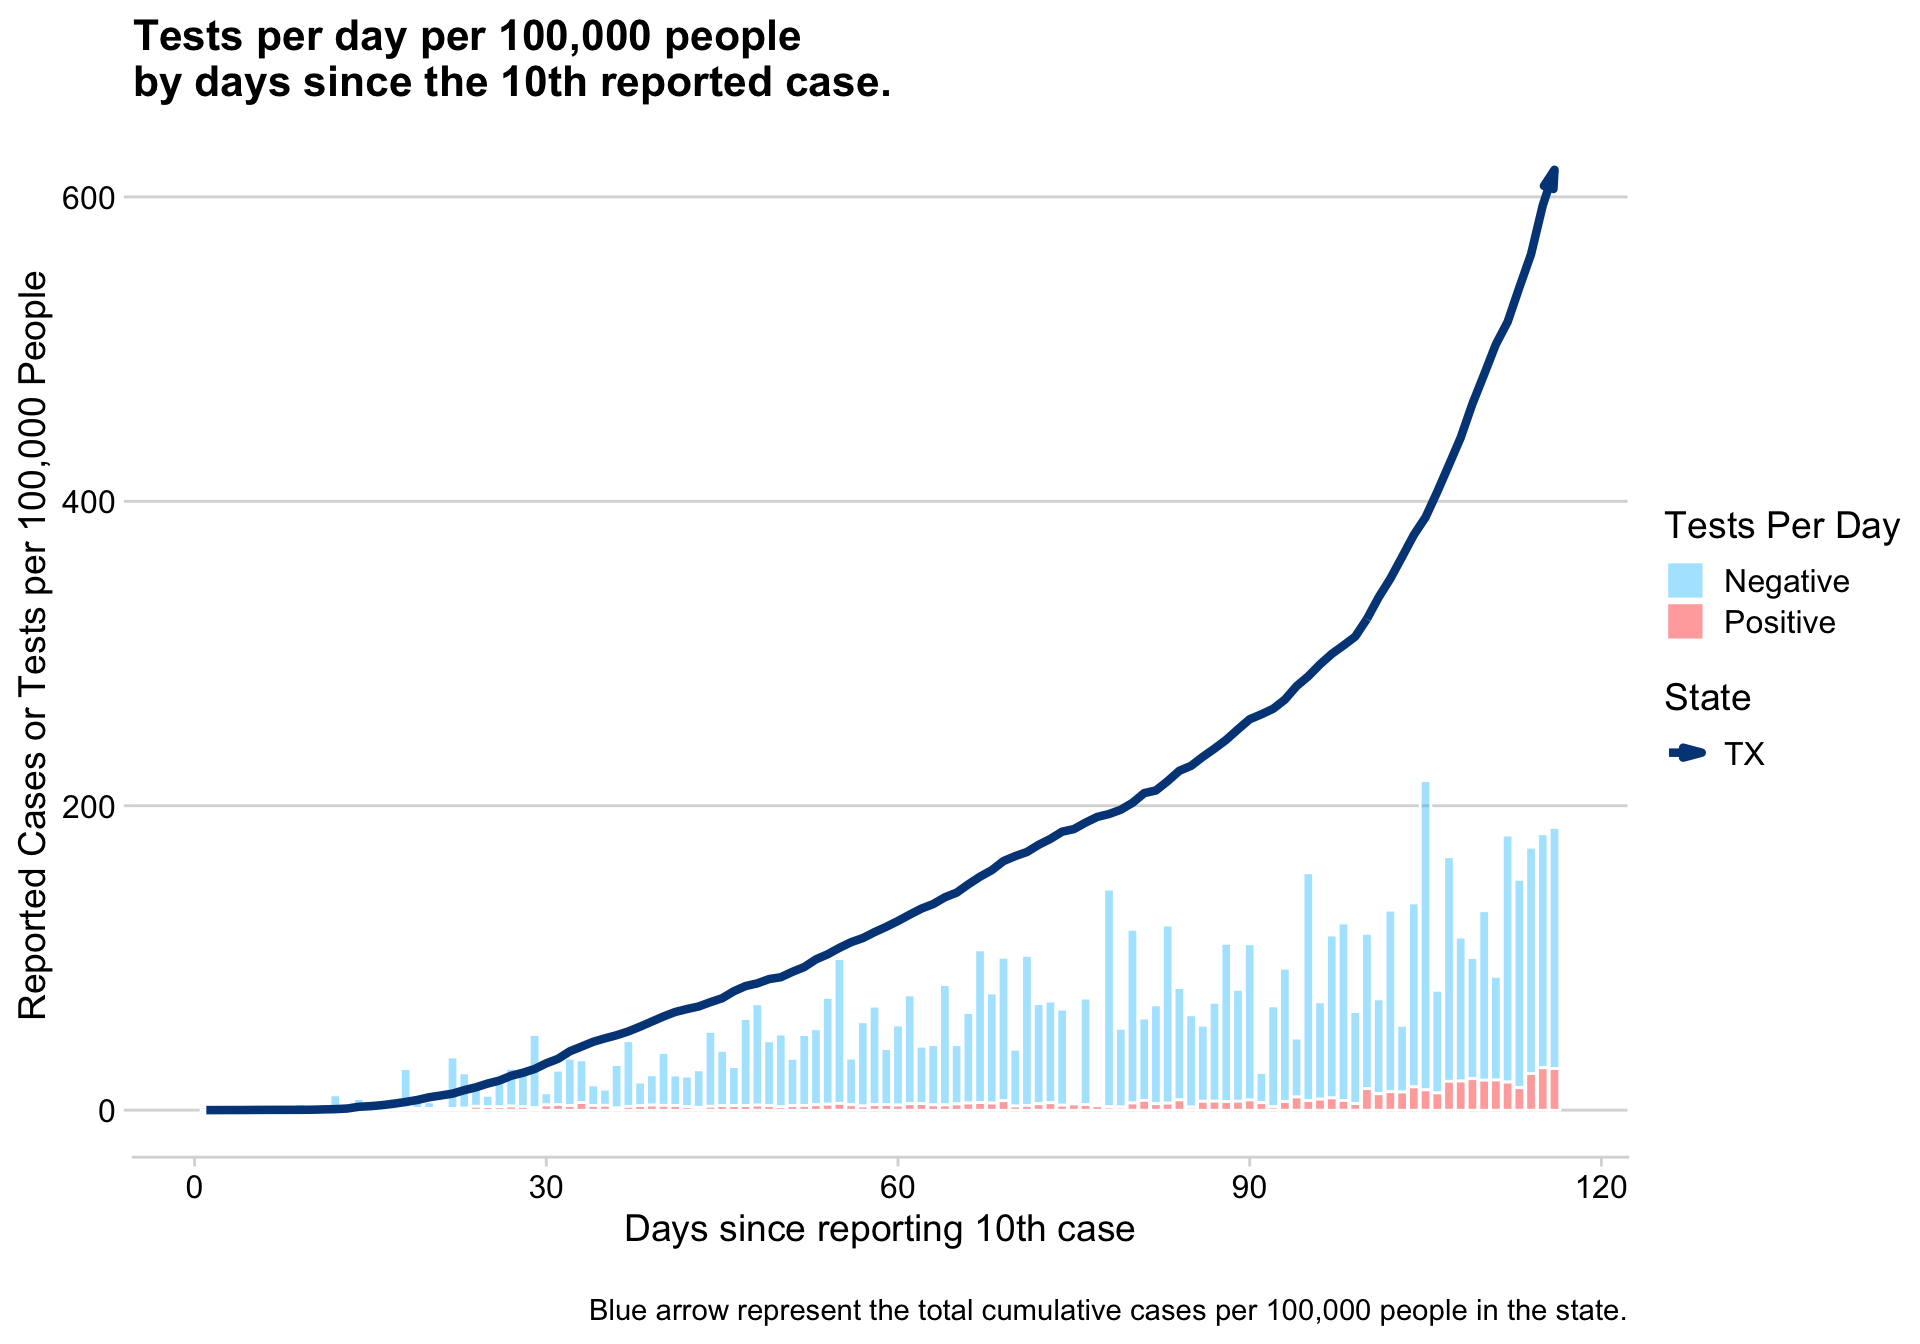 Tests per day per 100,000 people
by days since the 10th reported case.
Reported Cases or Tests per 100,000 People
600
400
200
0
0
30
60
90
120
Days since reporting 10th case
Tests Per Day
Negative
Positive
State
TX
Blue arrow represent the total cumulative cases per 100,000 people in the state.